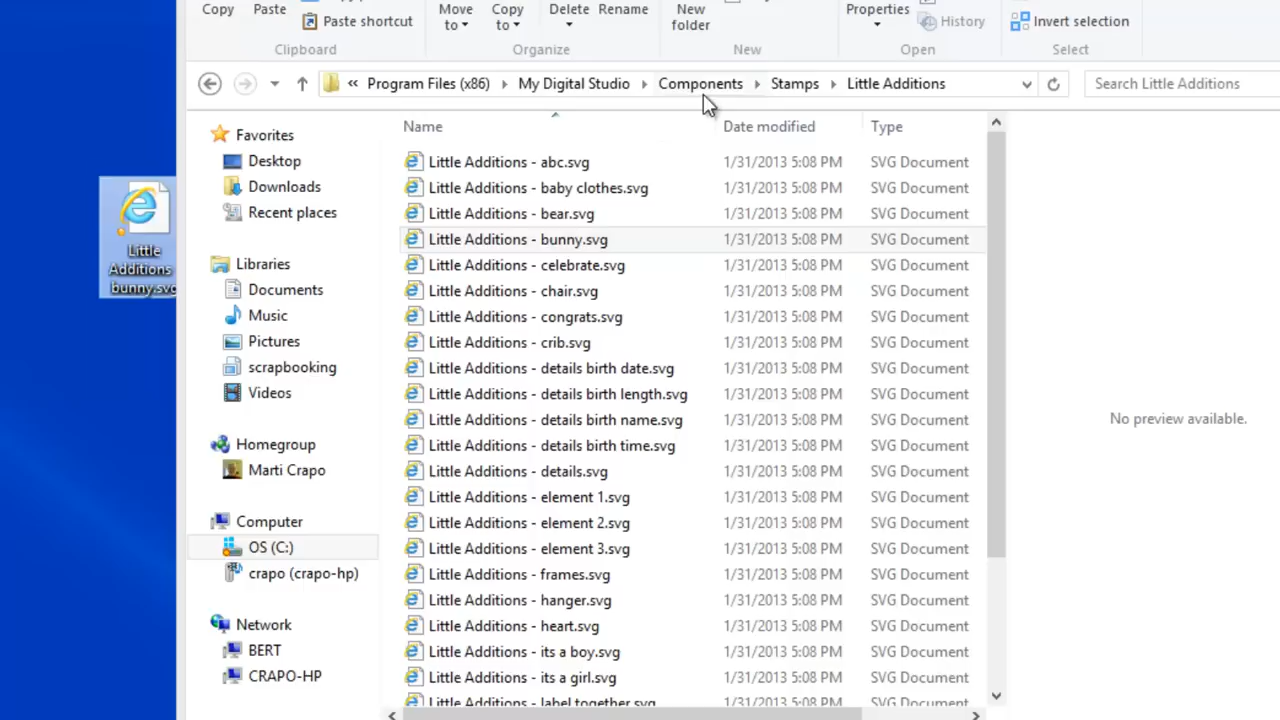 Copy
Paste
Paste shortcut
Move to
Copy to
Delete
Rename
New folder
Properties
History
Invert selection
Clipboard
Organize
New
Open
Select
« Program Files (x86) My Digital Studio Components Stamps Little Additions
Search Little Additions
Name
Date modified
Type
Little
Additions
bunny.svg
Favorites
Desktop
Downloads
Recent places
Libraries
Documents
Music
Pictures
scrapbooking
Videos
Homegroup
Marti Crapo
Computer
OS (C:)
crapo (crapo-hp)
Network
BERT
CRAPO-HP
Little Additions - abc.svg 1/31/2013 5:08 PM SVG Document
Little Additions - baby clothes.svg 1/31/2013 5:08 PM SVG Document
Little Additions - bear.svg 1/31/2013 5:08 PM SVG Document
Little Additions - bunny.svg 1/31/2013 5:08 PM SVG Document
Little Additions - celebrate.svg 1/31/2013 5:08 PM SVG Document
Little Additions - chair.svg 1/31/2013 5:08 PM SVG Document
Little Additions - congrats.svg 1/31/2013 5:08 PM SVG Document
Little Additions - crib.svg 1/31/2013 5:08 PM SVG Document
Little Additions - details birth date.svg 1/31/2013 5:08 PM SVG Document
Little Additions - details birth length.svg 1/31/2013 5:08 PM SVG Document
Little Additions - details birth name.svg 1/31/2013 5:08 PM SVG Document
Little Additions - details birth time.svg 1/31/2013 5:08 PM SVG Document
Little Additions - details.svg 1/31/2013 5:08 PM SVG Document
Little Additions - element 1.svg 1/31/2013 5:08 PM SVG Document
Little Additions - element 2.svg 1/31/2013 5:08 PM SVG Document
Little Additions - element 3.svg 1/31/2013 5:08 PM SVG Document
Little Additions - frames.svg 1/31/2013 5:08 PM SVG Document
Little Additions - hanger.svg 1/31/2013 5:08 PM SVG Document
Little Additions - heart.svg 1/31/2013 5:08 PM SVG Document
Little Additions - its a boy.svg 1/31/2013 5:08 PM SVG Document
Little Additions - its a girl.svg 1/31/2013 5:08 PM SVG Document
Little Additions - label together.svg 1/31/2013 5:08 PM SVG Document
No preview available.